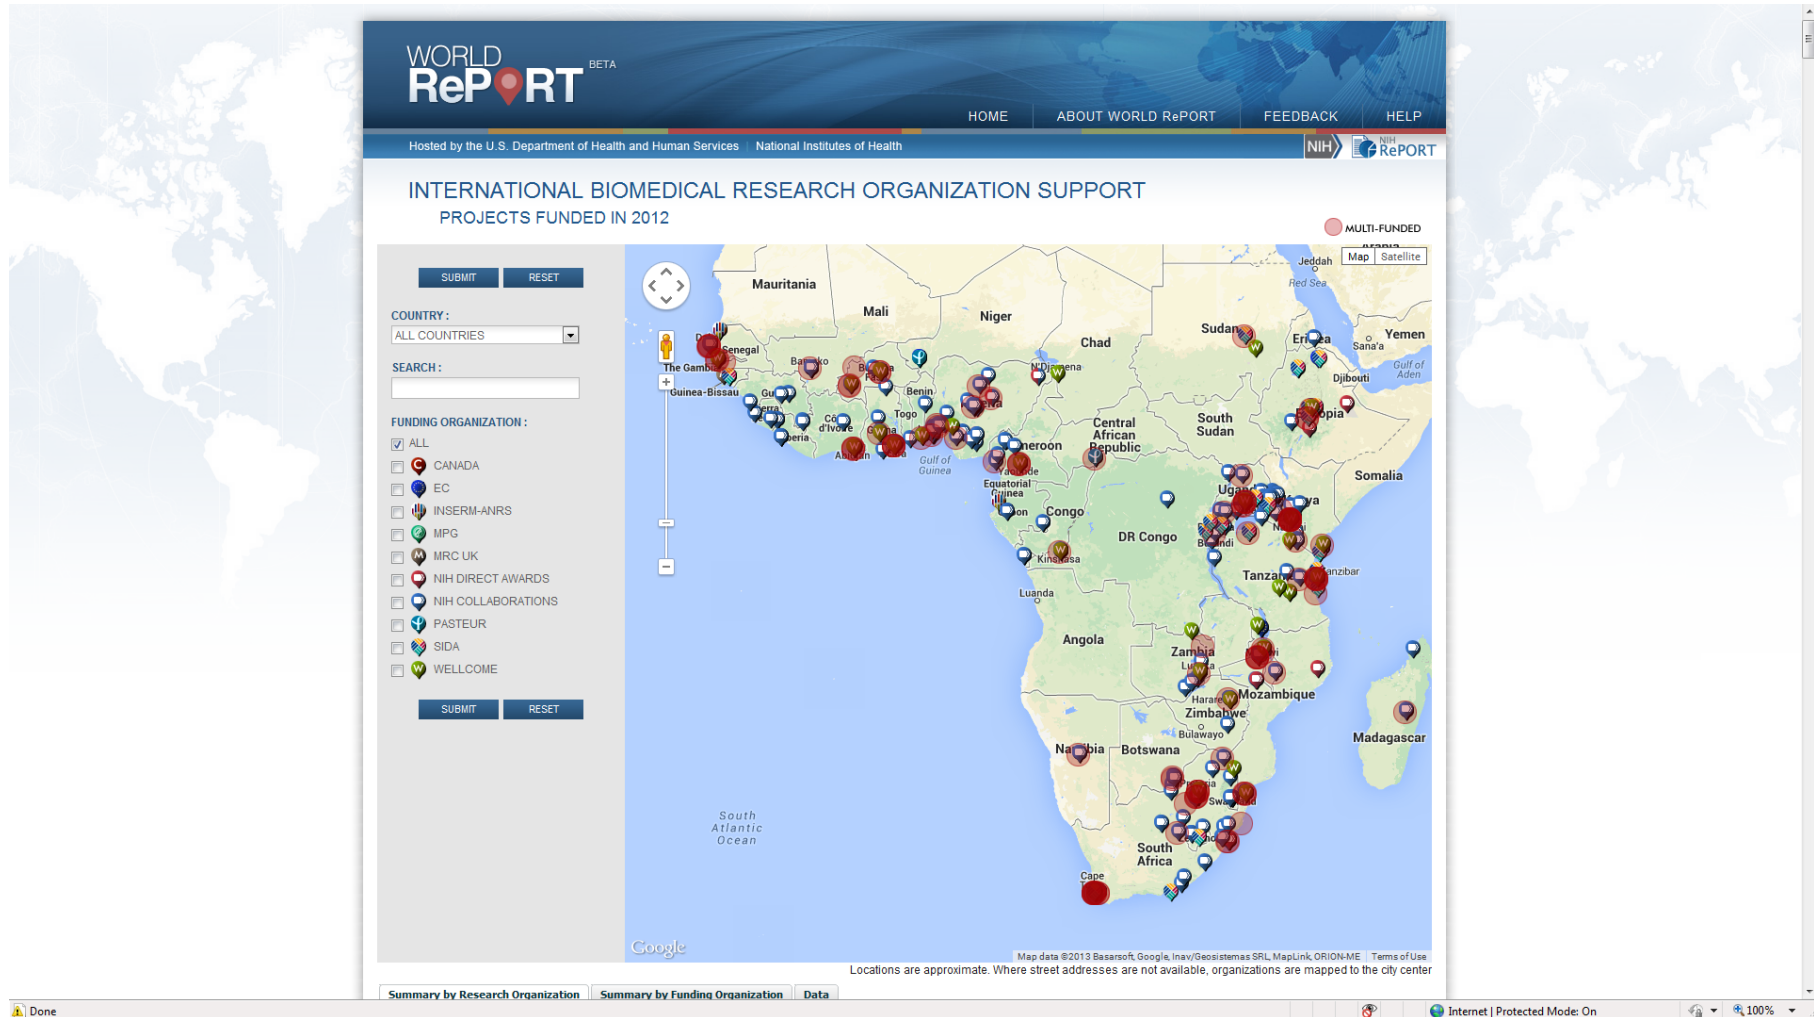 WORLD
RePORT BETA
HOME ABOUT WORLD RePORT FEEDBACK HELP
Hosted by the U.S. Department of Health and Human Services | National Institutes of Health
NIH NIH RePORT
INTERNATIONAL BIOMEDICAL RESEARCH ORGANIZATION SUPPORT
PROJECTS FUNDED IN 2012
MULTI-FUNDED
SUBMIT RESET
COUNTRY :
ALL COUNTRIES
SEARCH :
FUNDING ORGANIZATION :
ALL
CANADA
EC
INSERM-ANRS
MPG
MRC UK
NIH DIRECT AWARDS
NIH COLLABORATIONS
PASTEUR
SIDA
WELLCOME
SUBMIT RESET
Map Satellite
Jeddah
Red Sea
Mauritania
Mali
Niger
Sudan
Yemen
Sana'a
Chad
Senegal
The Gambia
Gulf of
Aden
Djibouti
Guinea-Bissau
Benin
Togo
South
Sudan
Central
African
Republic
Gulf of
Guinea
Somalia
Equatorial
Guinea
Congo
DR Congo
Kinshasa
Luanda
Angola
Zambia
Harare
Mozambique
Zimbabwe
Bulawayo
Botswana
Madagascar
South
Atlantic
Ocean
South
Africa
Cape
Google
Map data ©2013 Basarsoft, Google, Inav/Geosistemas SRL, MapLink, ORION-ME Terms of Use
Locations are approximate. Where street addresses are not available, organizations are mapped to the city center
Summary by Research Organization Summary by Funding Organization Data
Done Internet | Protected Mode: On 100%